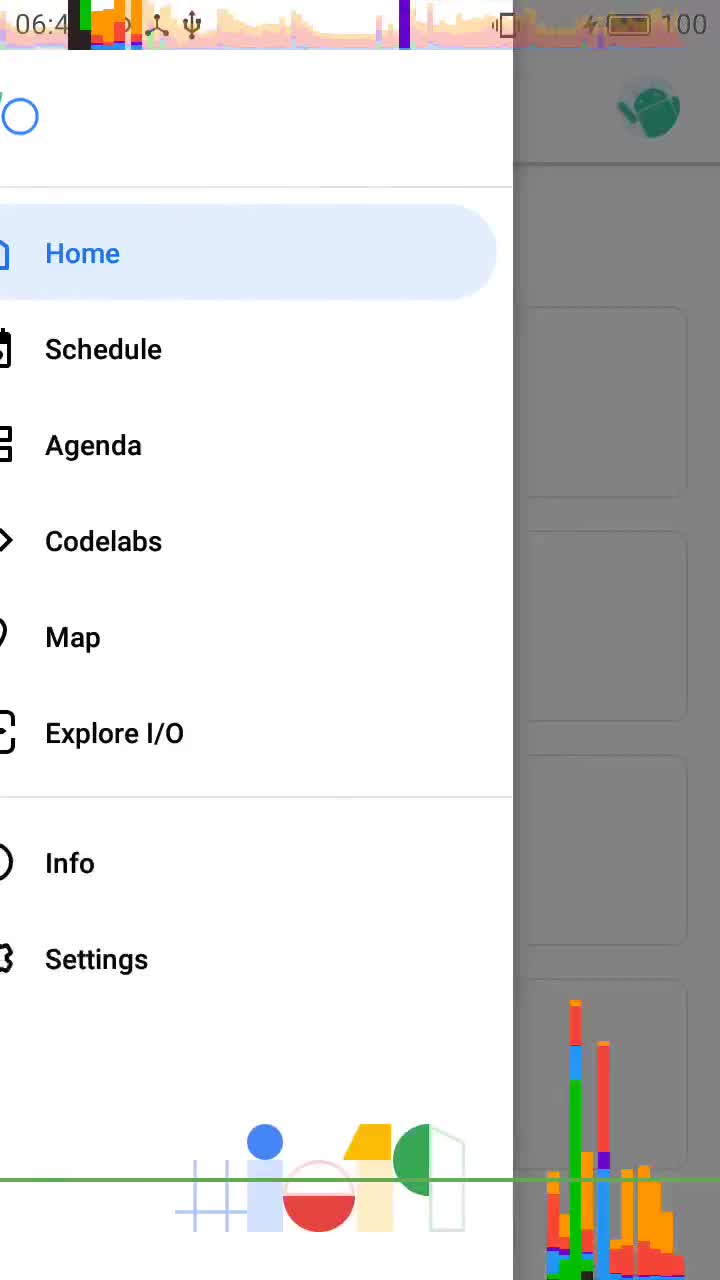 100
Home
Schedule
Agenda
Codelabs
Map
Explore I/O
Info
Settings